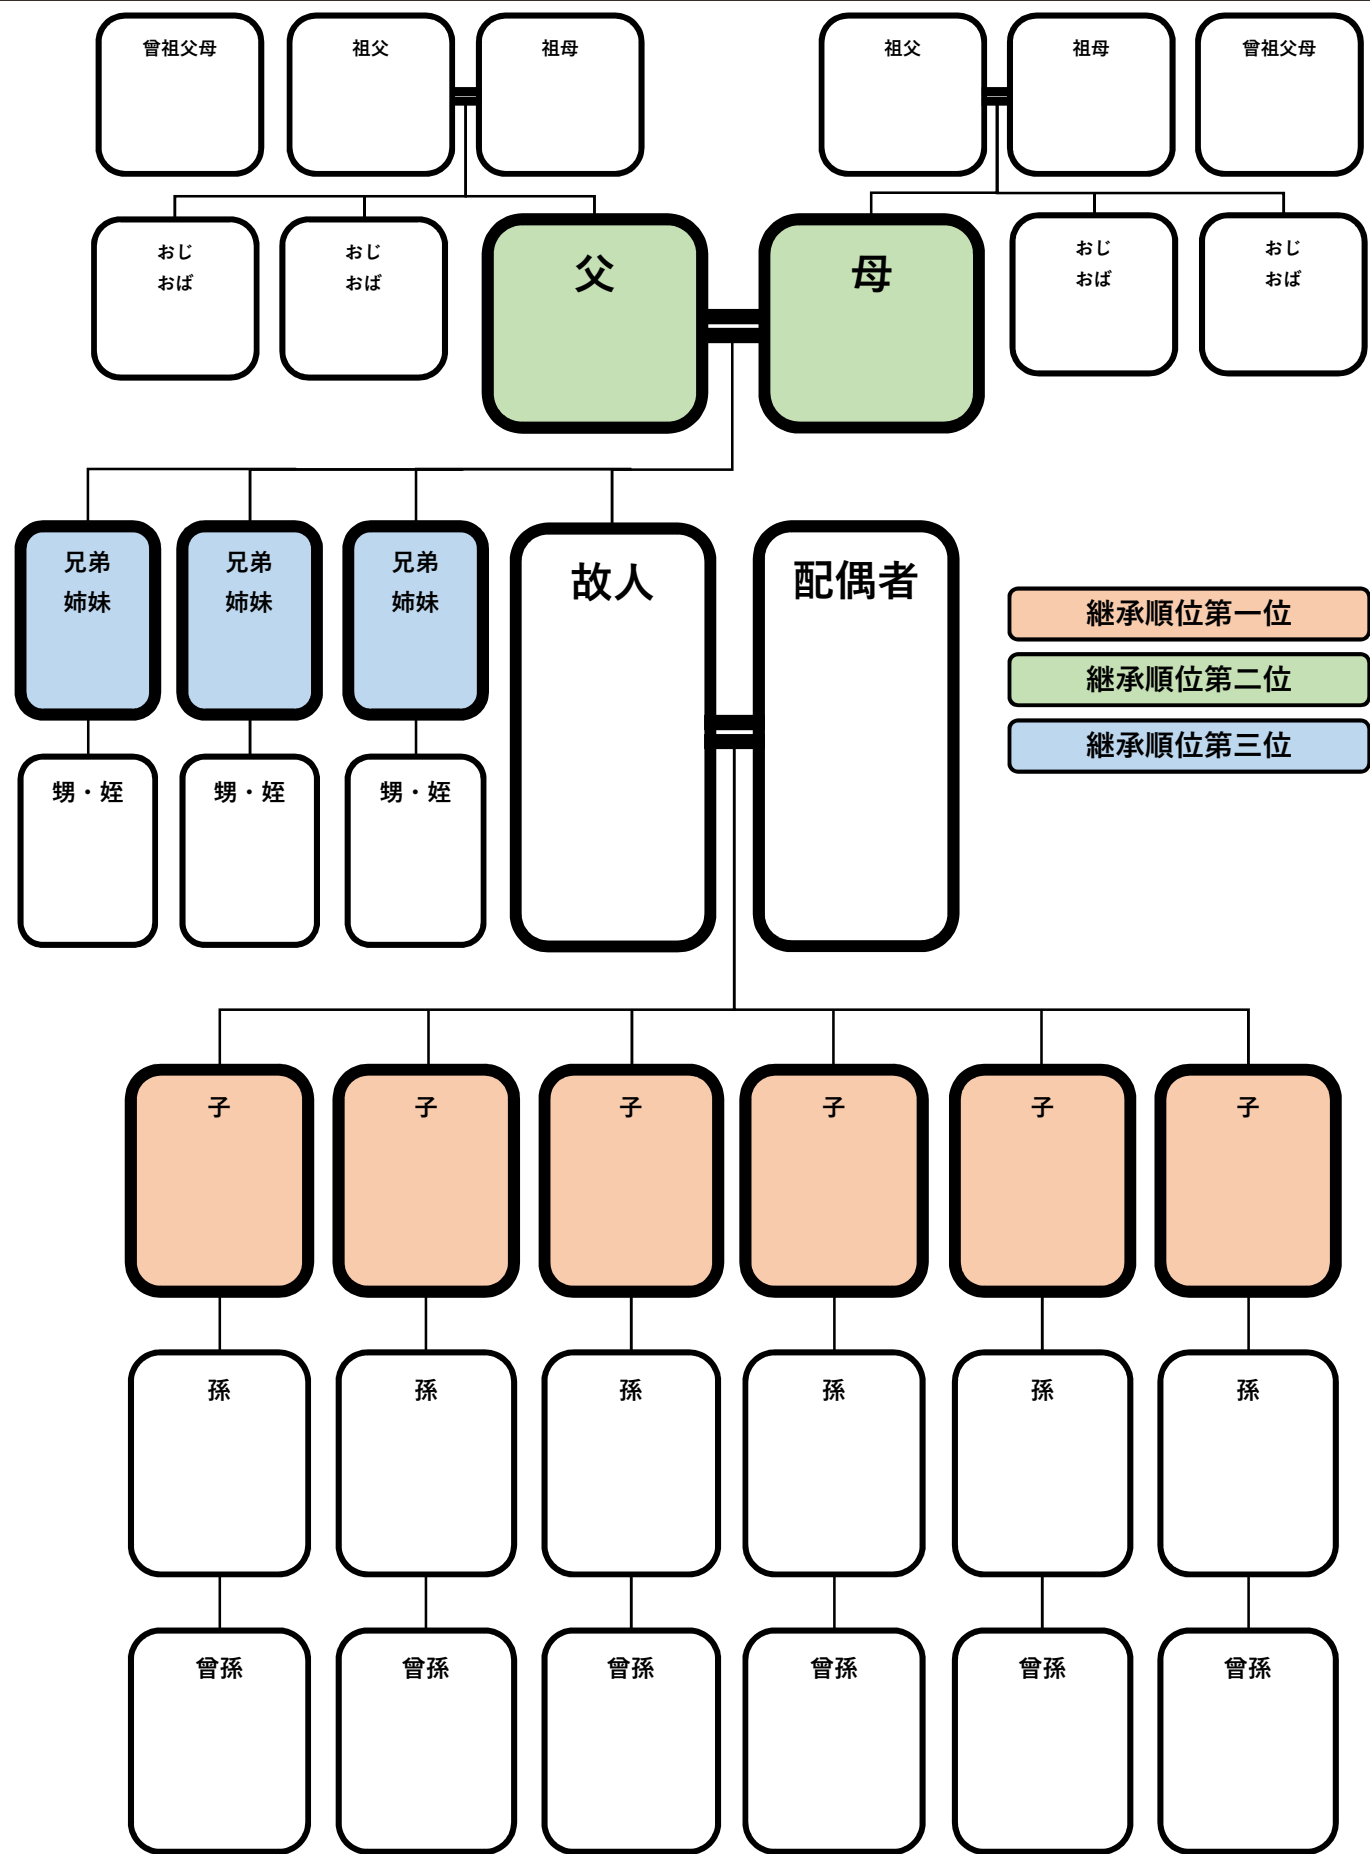 曾祖父母
祖父
祖母
祖父
祖母
曾祖父母
おじ
おば
おじ
おば
父
母
おじ
おば
おじ
おば
兄弟
姉妹
兄弟
姉妹
兄弟
姉妹
故人
配偶者
継承順位第一位
継承順位第二位
継承順位第三位
甥・姪
甥・姪
甥・姪
子
子
子
子
子
子
孫
孫
孫
孫
孫
孫
曾孫
曾孫
曾孫
曾孫
曾孫
曾孫